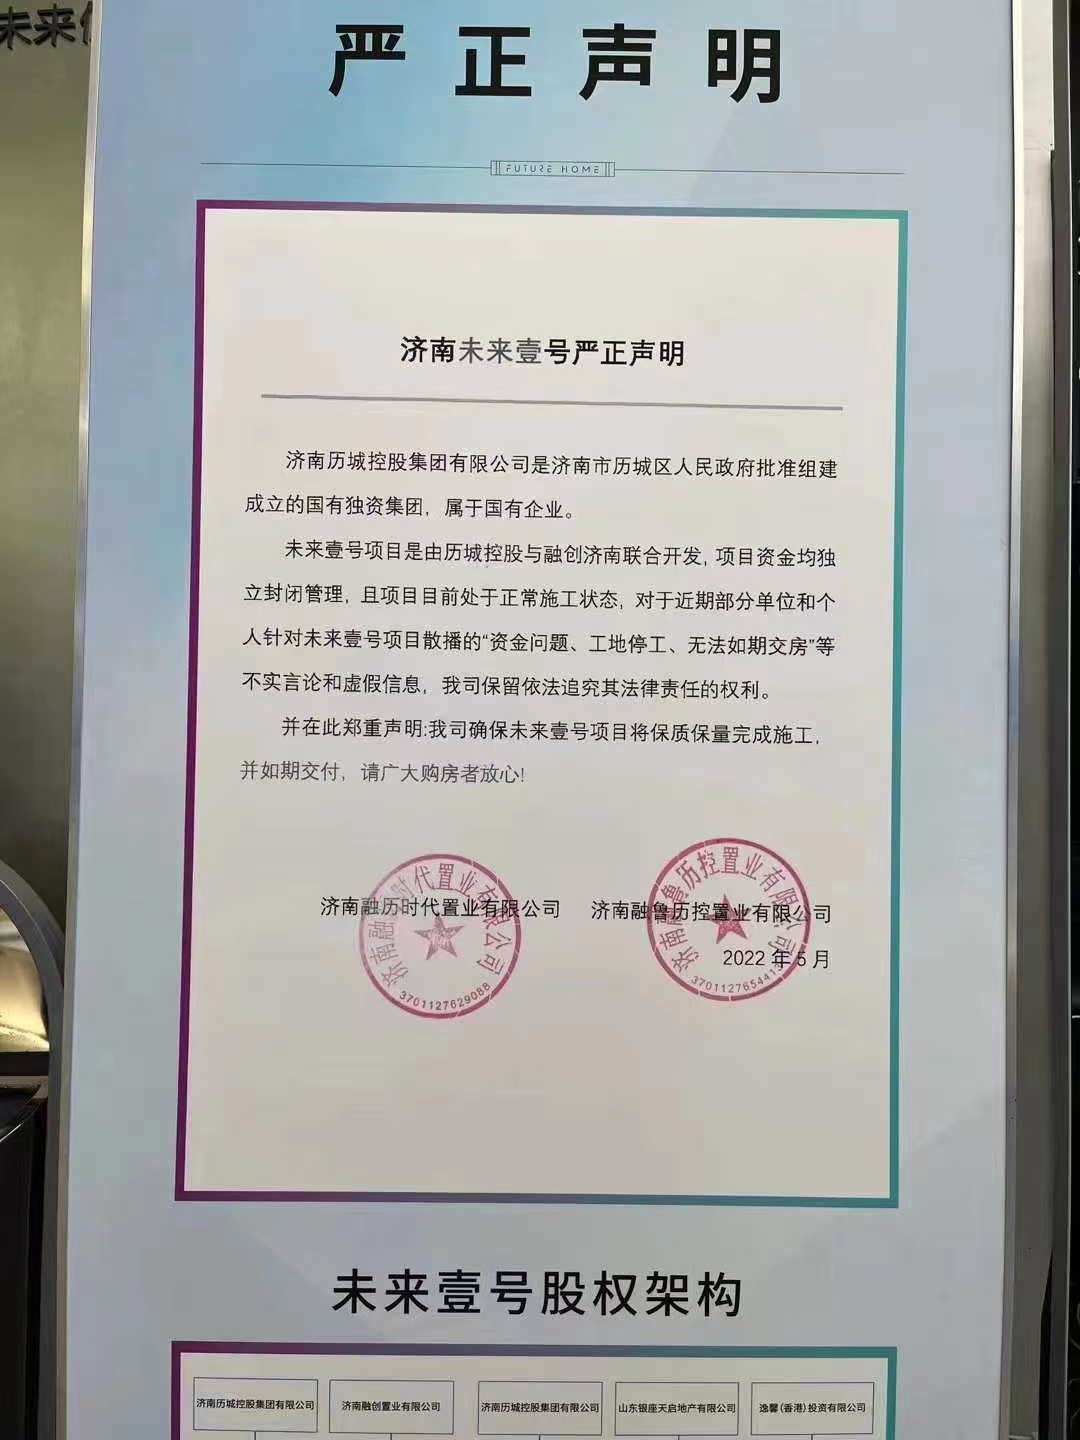 未来
严正声明
FUTURE HOME
济南未来壹号严正声明
济南历城控股集团有限公司是济南市历城区人民政府批准组建
成立的国有独资集团，属于国有企业。
未来壹号项目是由历城控股与融创济南联合开发，项目资金均独
立封闭管理，且项目目前处于正常施工状态，对于近期部分单位和个
人针对未来壹号项目散播的“资金问题、工地停工、无法如期交房”等
不实言论和虚假信息，我司保留依法追究其法律责任的权利。
并在此郑重声明:我司确保未来壹号项目将保质保量完成施工，
并如期交付，请广大购房者放心!
济南融历时代置业有限公司 济南融鲁历控置业有限公司
2022 年 5 月
济南融历时代置业有限公司
3701127629088
济南融鲁历控置业有限公司
未来壹号股权架构
济南历城控股集团有限公司
济南融创置业有限公司
济南历城控股集团有限公司
山东银座天启地产有限公司
逸馨(香港)投资有限公司